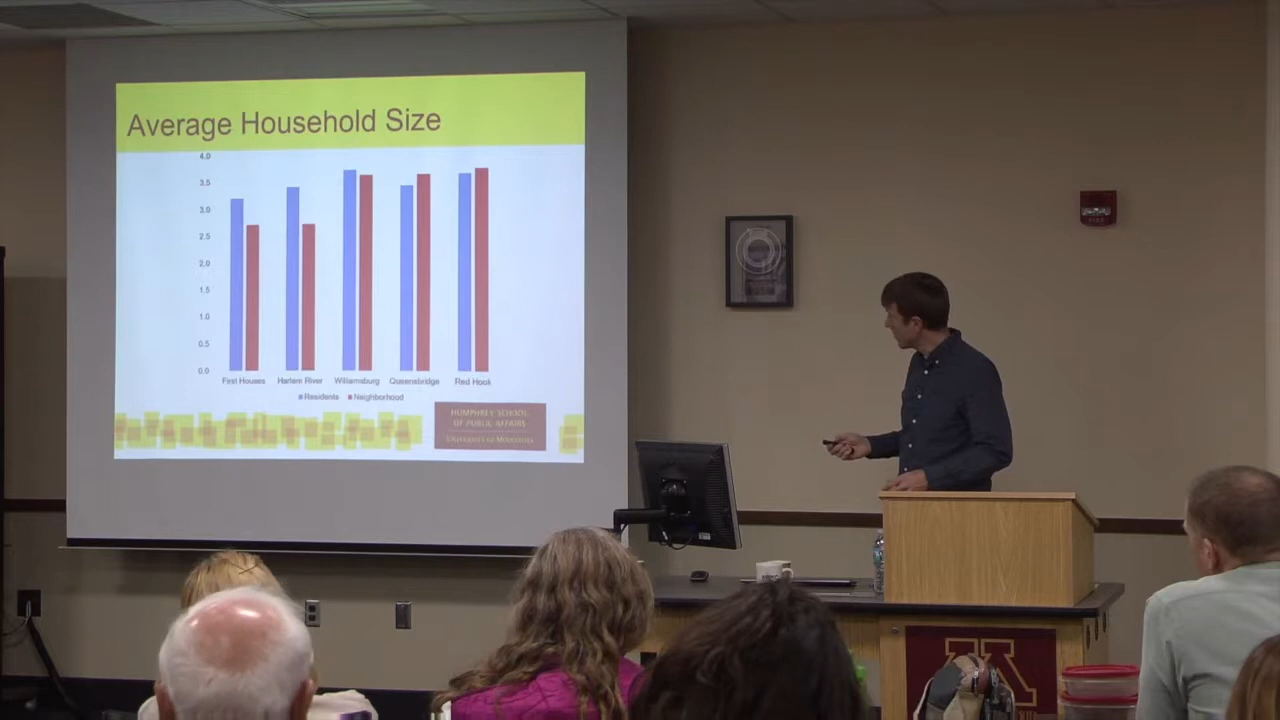 Average Household Size
4.0
3.5
3.0
2.5
2.0
1.5
1.0
0.5
0.0
First Houses Harlem River Williamsburg Queensbridge Red Hook
Residents Neighborhood
HUMPHREY SCHOOL
OF PUBLIC AFFAIRS
UNIVERSITY OF MINNESOTA
FIRE